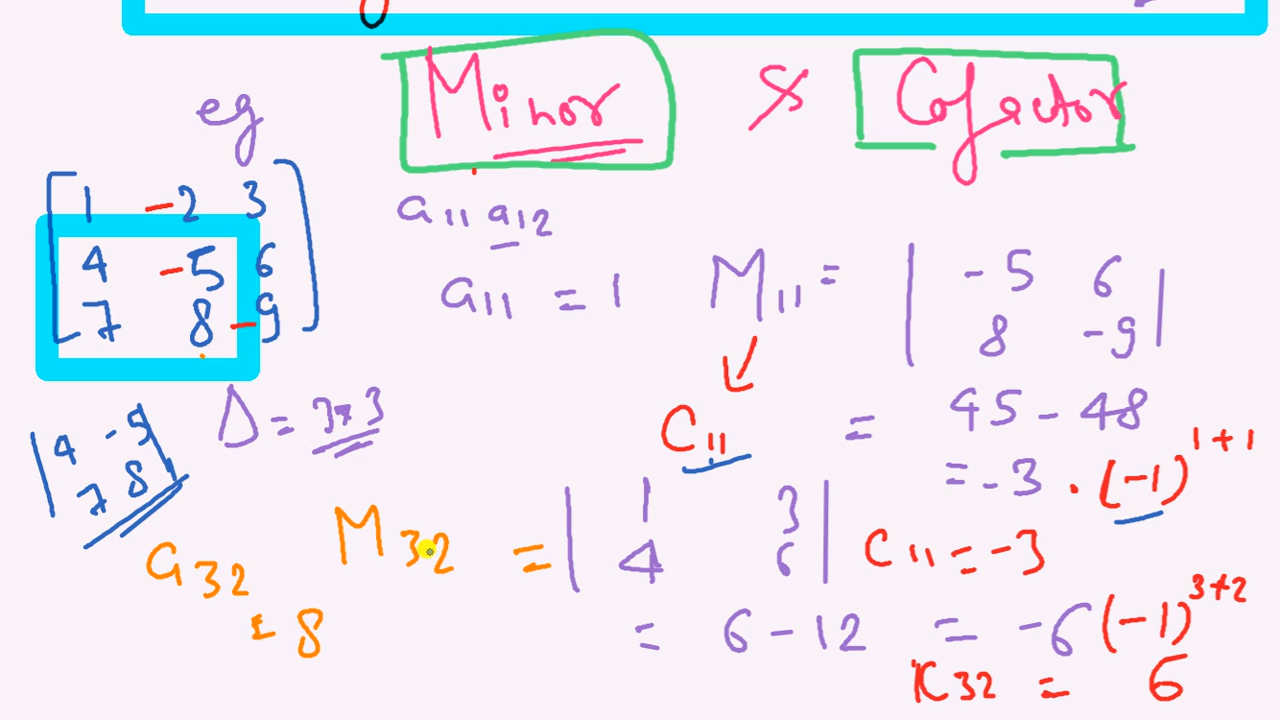 Minor & Cofactor
eg
1 -2 3
4 -5 6
7 8 -9
a11 a12
a11 = 1 M11 = | -5 6 |
| 8 -9 |
Δ = 3x3
C11 = 45 - 48
= -3 . (-1)^1+1
| 4 -5 |
| 7 8 |
a32 = 8
M32 = | 1 3 |
| 4 6 |
C11 = -3
= 6 - 12 = -6 (-1)^3+2
C32 = 6